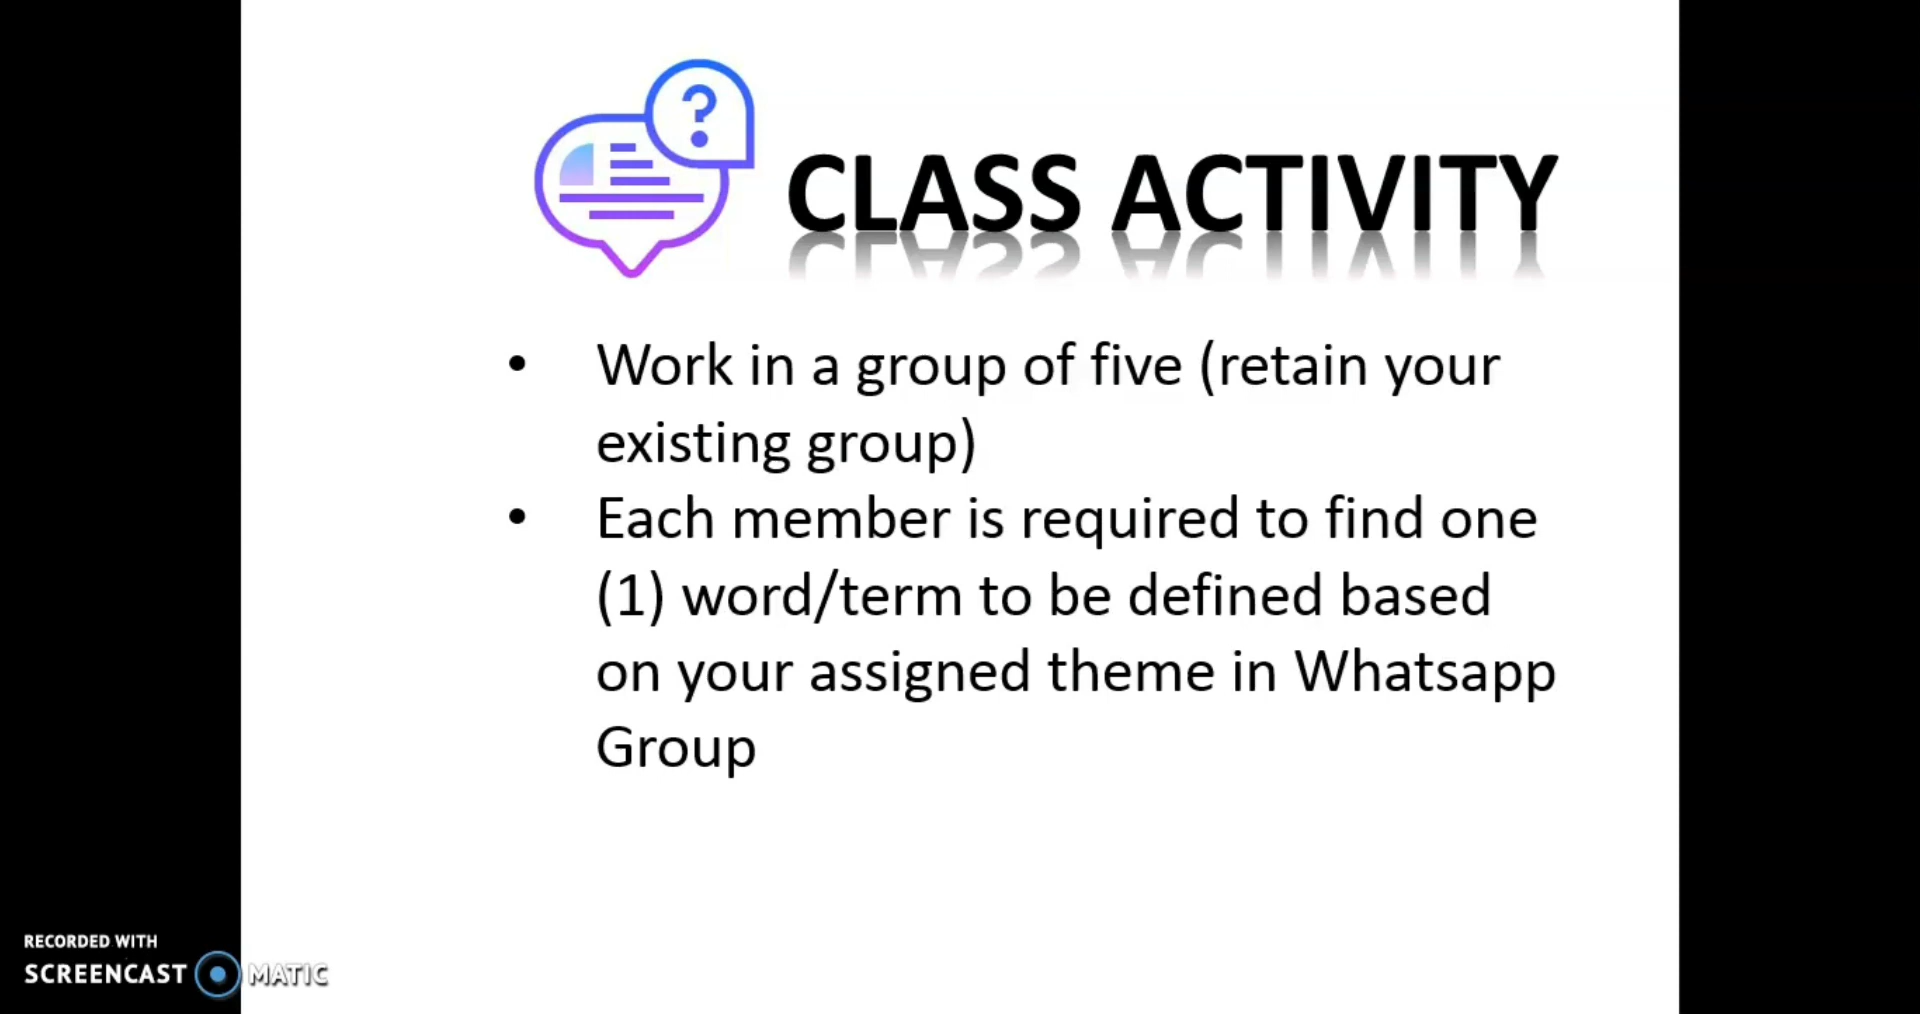 ?
CLASS ACTIVITY
• Work in a group of five (retain your
existing group)
• Each member is required to find one
(1) word/term to be defined based
on your assigned theme in Whatsapp
Group
RECORDED WITH
SCREENCAST MATIC